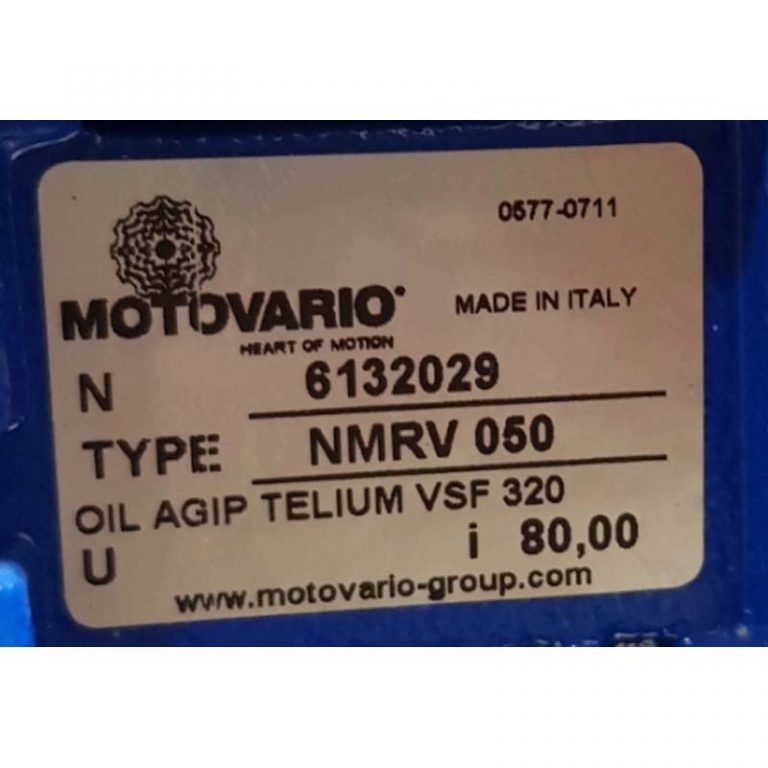 0577-0711
MOTOVARIO
MADE IN ITALY
HEART OF MOTION
N 6132029
TYPE NMRV 050
OIL AGIP TELIUM VSF 320
U i 80,00
www.motovario-group.com